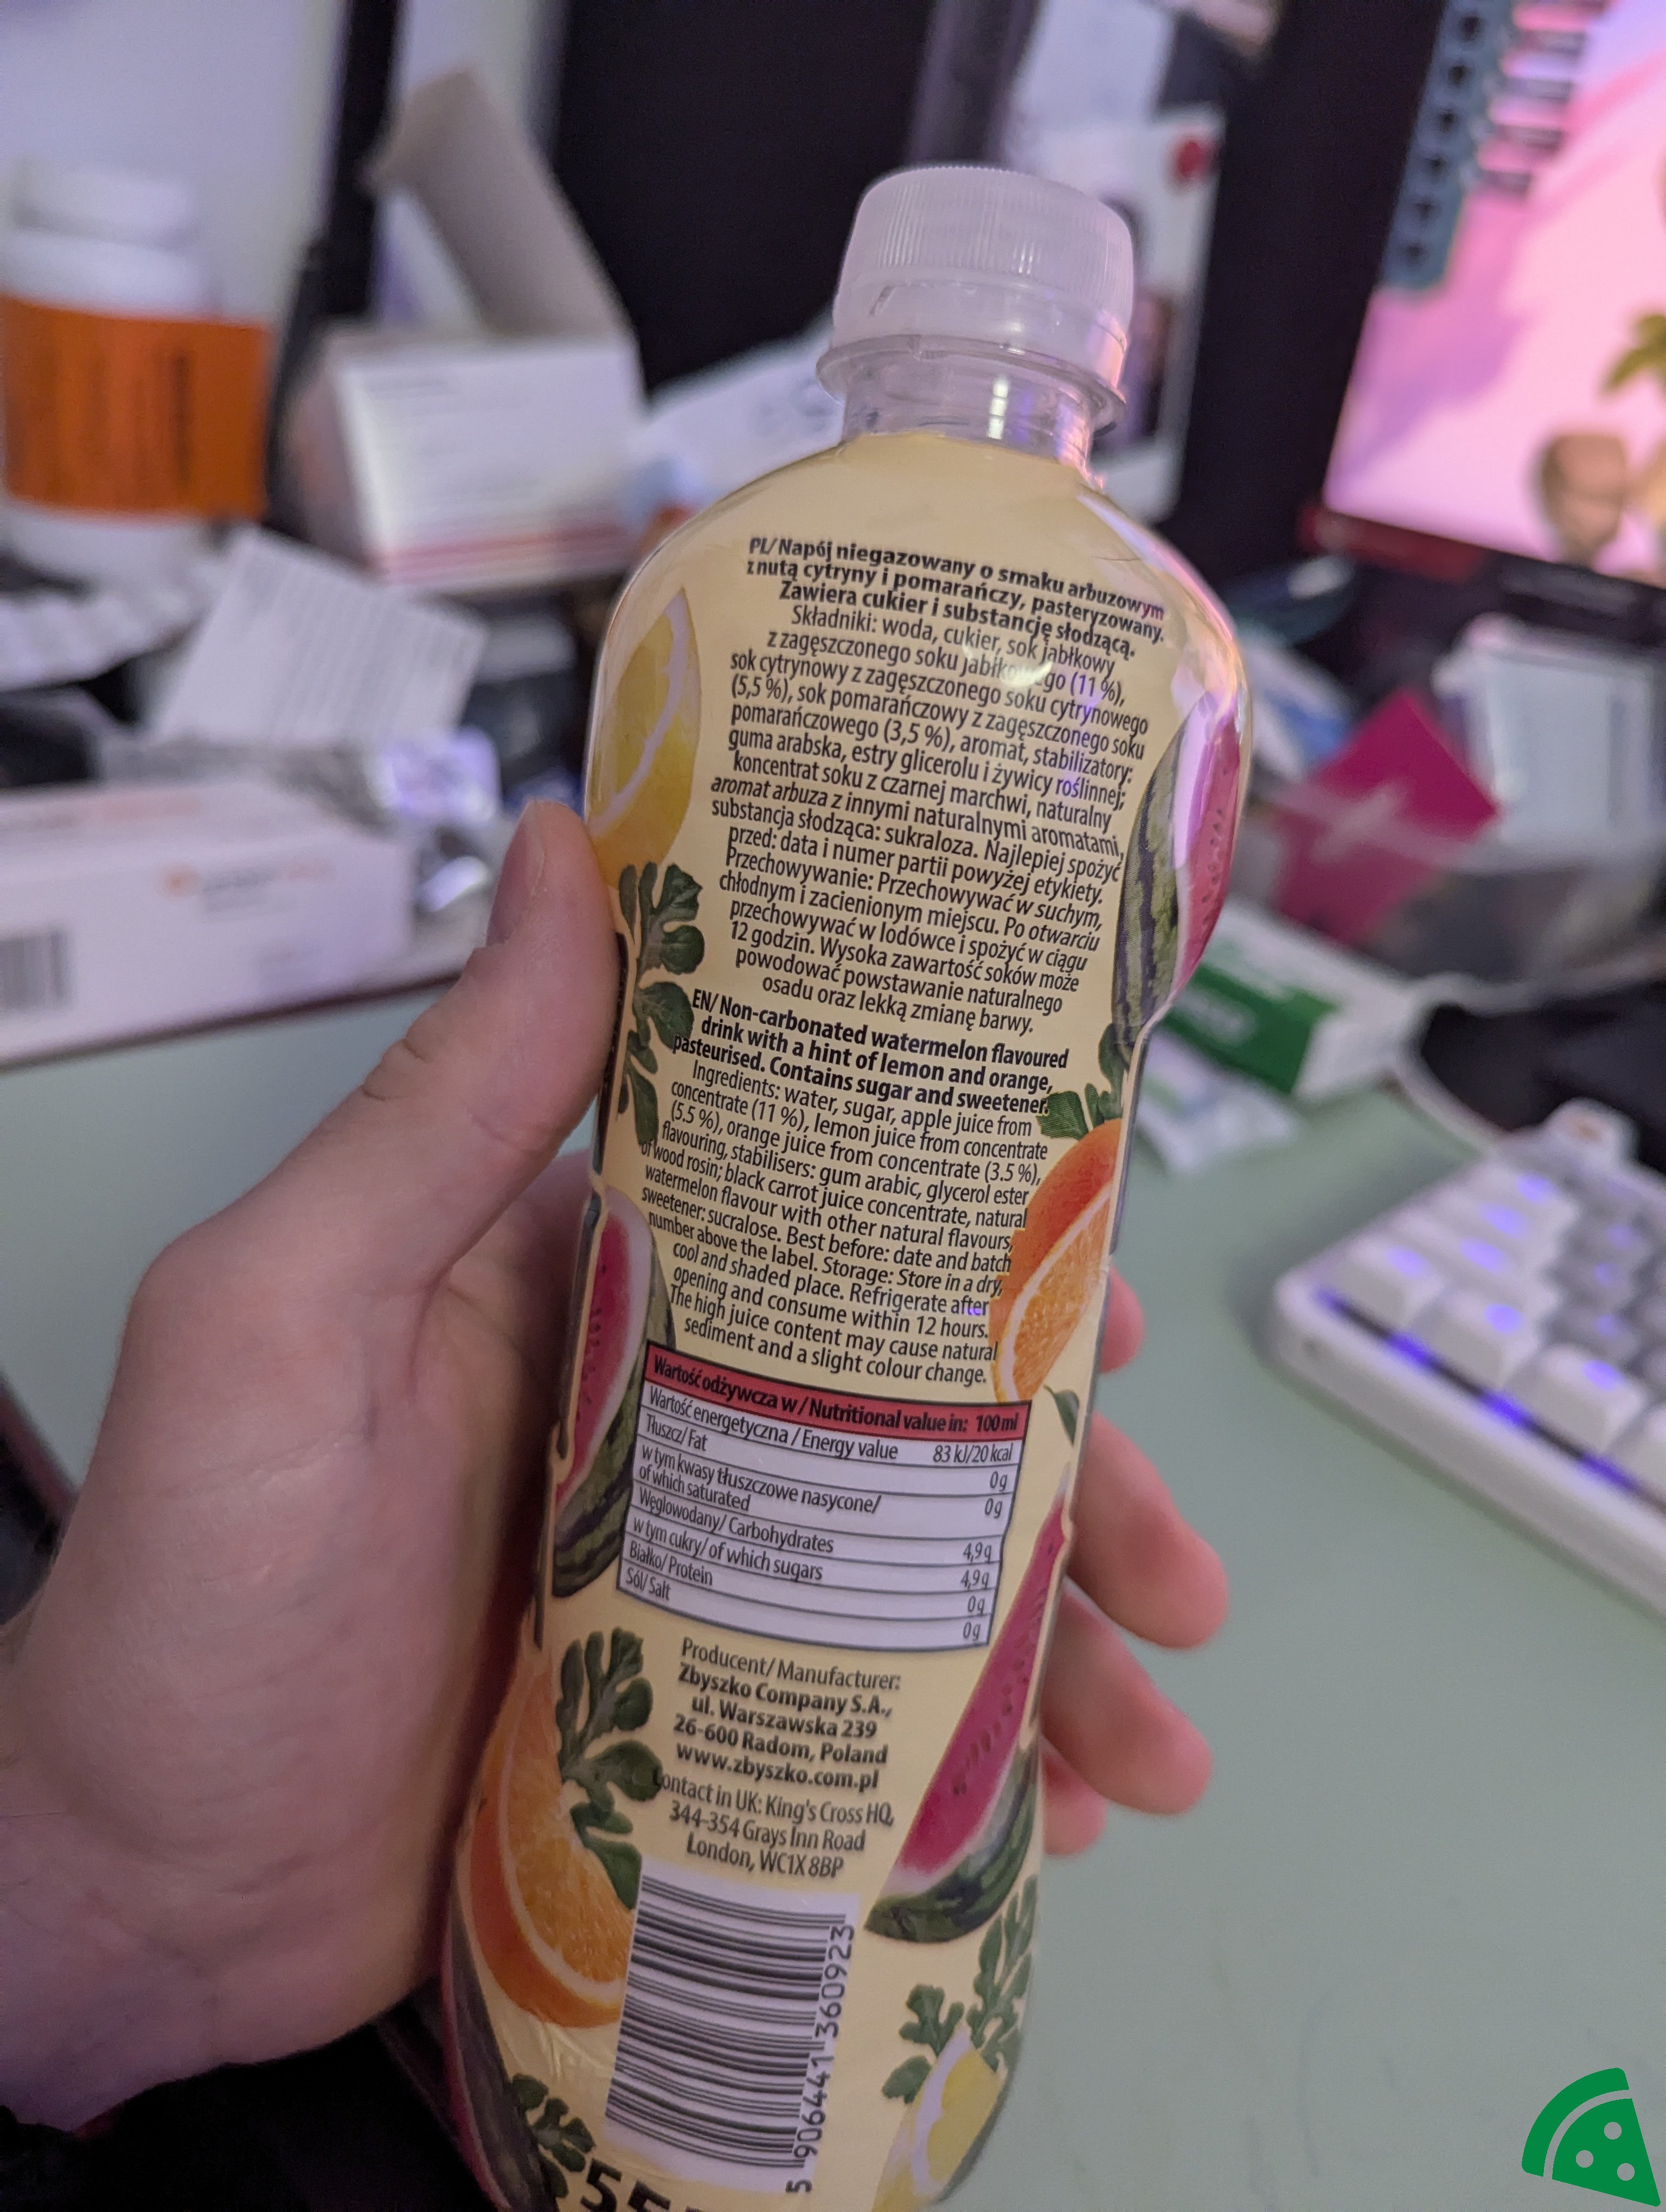 PL/ Napój niegazowany o smaku arbuzowym
z nutą cytryny i pomarańczy, pasteryzowany.
Zawiera cukier i substancję słodzącą.
Składniki: woda, cukier, sok jabłkowy
z zagęszczonego soku jabłkowego (11 %),
sok cytrynowy z zagęszczonego soku cytrynowego
(5,5 %), sok pomarańczowy z zagęszczonego soku
pomarańczowego (3,5 %), aromat, stabilizatory:
guma arabska, estry glicerolu i żywicy roślinnej;
koncentrat soku z czarnej marchwi, naturalny
aromat arbuza z innymi naturalnymi aromatami,
substancja słodząca: sukraloza. Najlepiej spożyć
przed: data i numer partii powyżej etykiety.
Przechowywanie: Przechowywać w suchym,
chłodnym i zacienionym miejscu. Po otwarciu
przechowywać w lodówce i spożyć w ciągu
12 godzin. Wysoka zawartość soków może
powodować powstawanie naturalnego
osadu oraz lekką zmianę barwy.
EN/ Non-carbonated watermelon flavoured
drink with a hint of lemon and orange,
pasteurised. Contains sugar and sweetener.
Ingredients: water, sugar, apple juice from
concentrate (11 %), lemon juice from concentrate
(5.5 %), orange juice from concentrate (3.5 %),
flavouring, stabilisers: gum arabic, glycerol ester
of wood rosin; black carrot juice concentrate, natural
watermelon flavour with other natural flavours,
sweetener: sucralose. Best before: date and batch
number above the label. Storage: Store in a dry,
cool and shaded place. Refrigerate after
opening and consume within 12 hours.
The high juice content may cause natural
sediment and a slight colour change.
Wartość odżywcza w / Nutritional value in: 100 ml
Wartość energetyczna / Energy value 83 kJ/20 kcal
Tłuszcz/ Fat 0 g
w tym kwasy tłuszczowe nasycone/
of which saturated 0 g
Węglowodany/ Carbohydrates 4,9 g
w tym cukry/ of which sugars 4,9 g
Białko/ Protein 0 g
Sól/ Salt 0 g
Producent/ Manufacturer:
Zbyszko Company S.A.,
ul. Warszawska 239
26-600 Radom, Poland
www.zbyszko.com.pl
Contact in UK: King's Cross HQ,
344-354 Grays Inn Road
London, WC1X 8BP
5 906441 360923